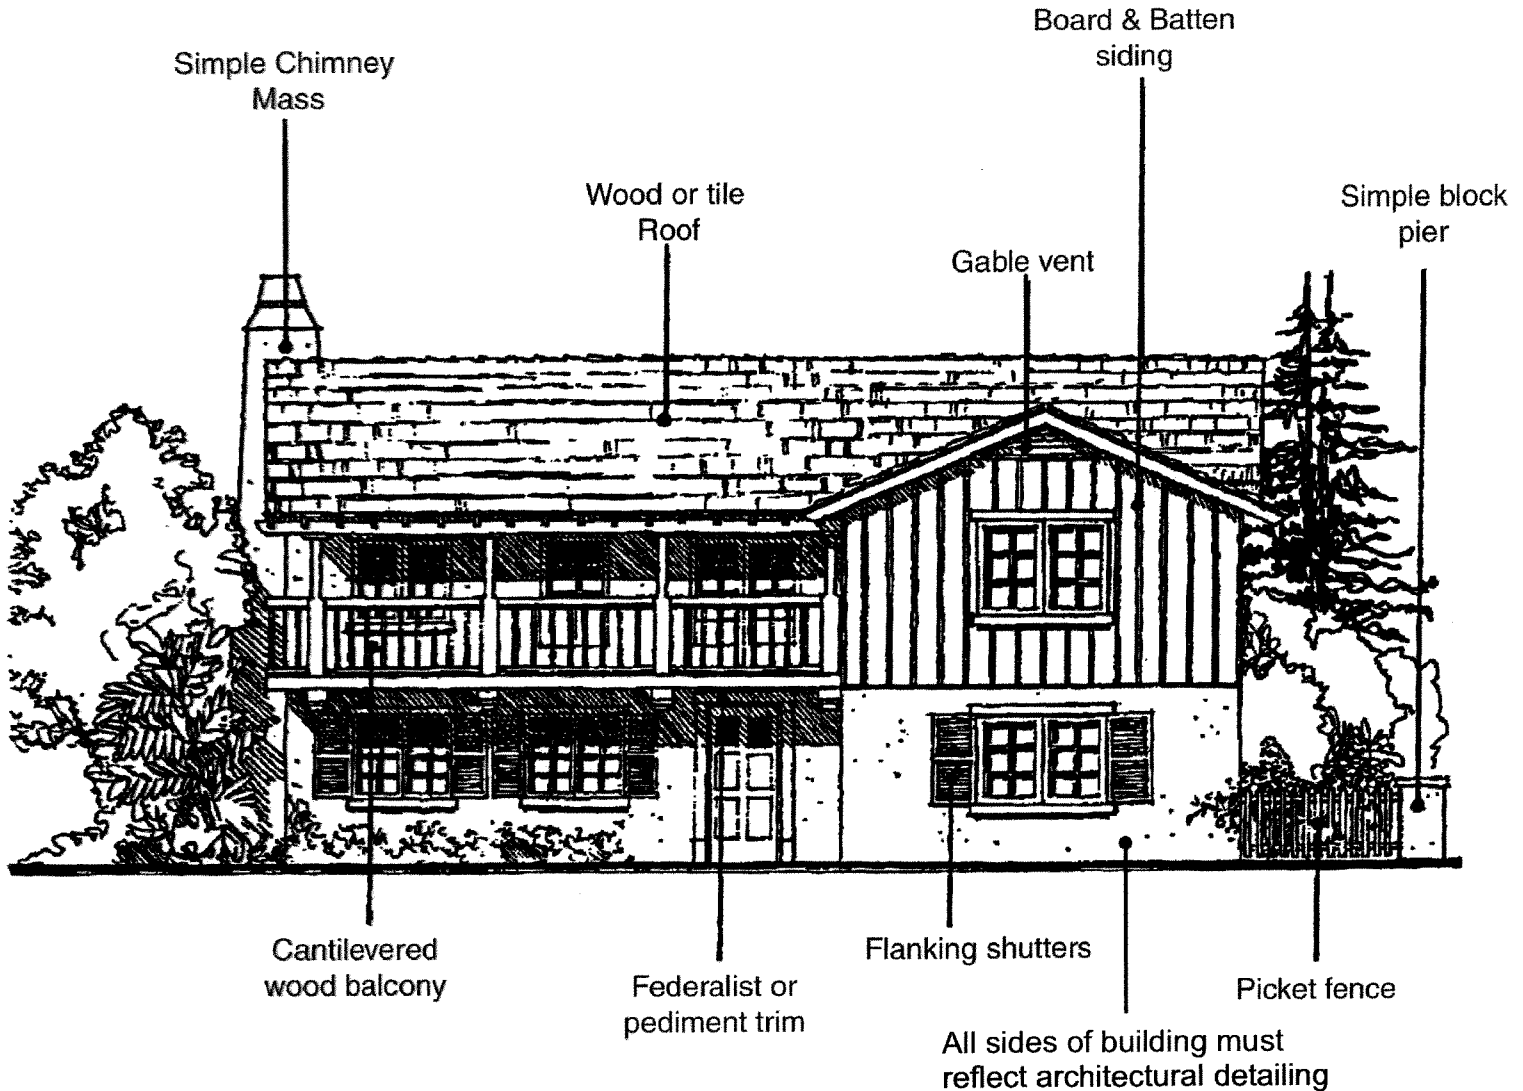 Board & Batten
siding
Simple Chimney
Mass
Wood or tile
Roof
Simple block
pier
Gable vent
Cantilevered
wood balcony
Federalist or
pediment trim
Flanking shutters
Picket fence
All sides of building must
reflect architectural detailing